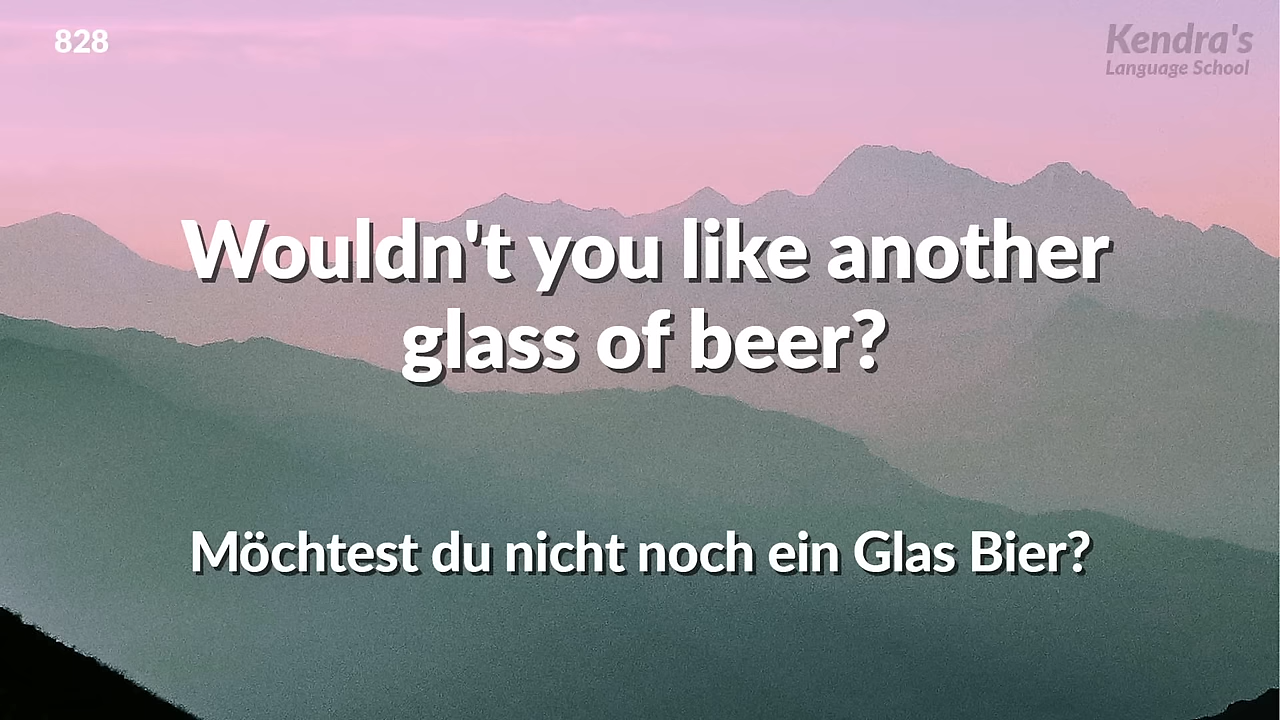 828
Kendra's
Language School
Wouldn't you like another
glass of beer?
Möchtest du nicht noch ein Glas Bier?